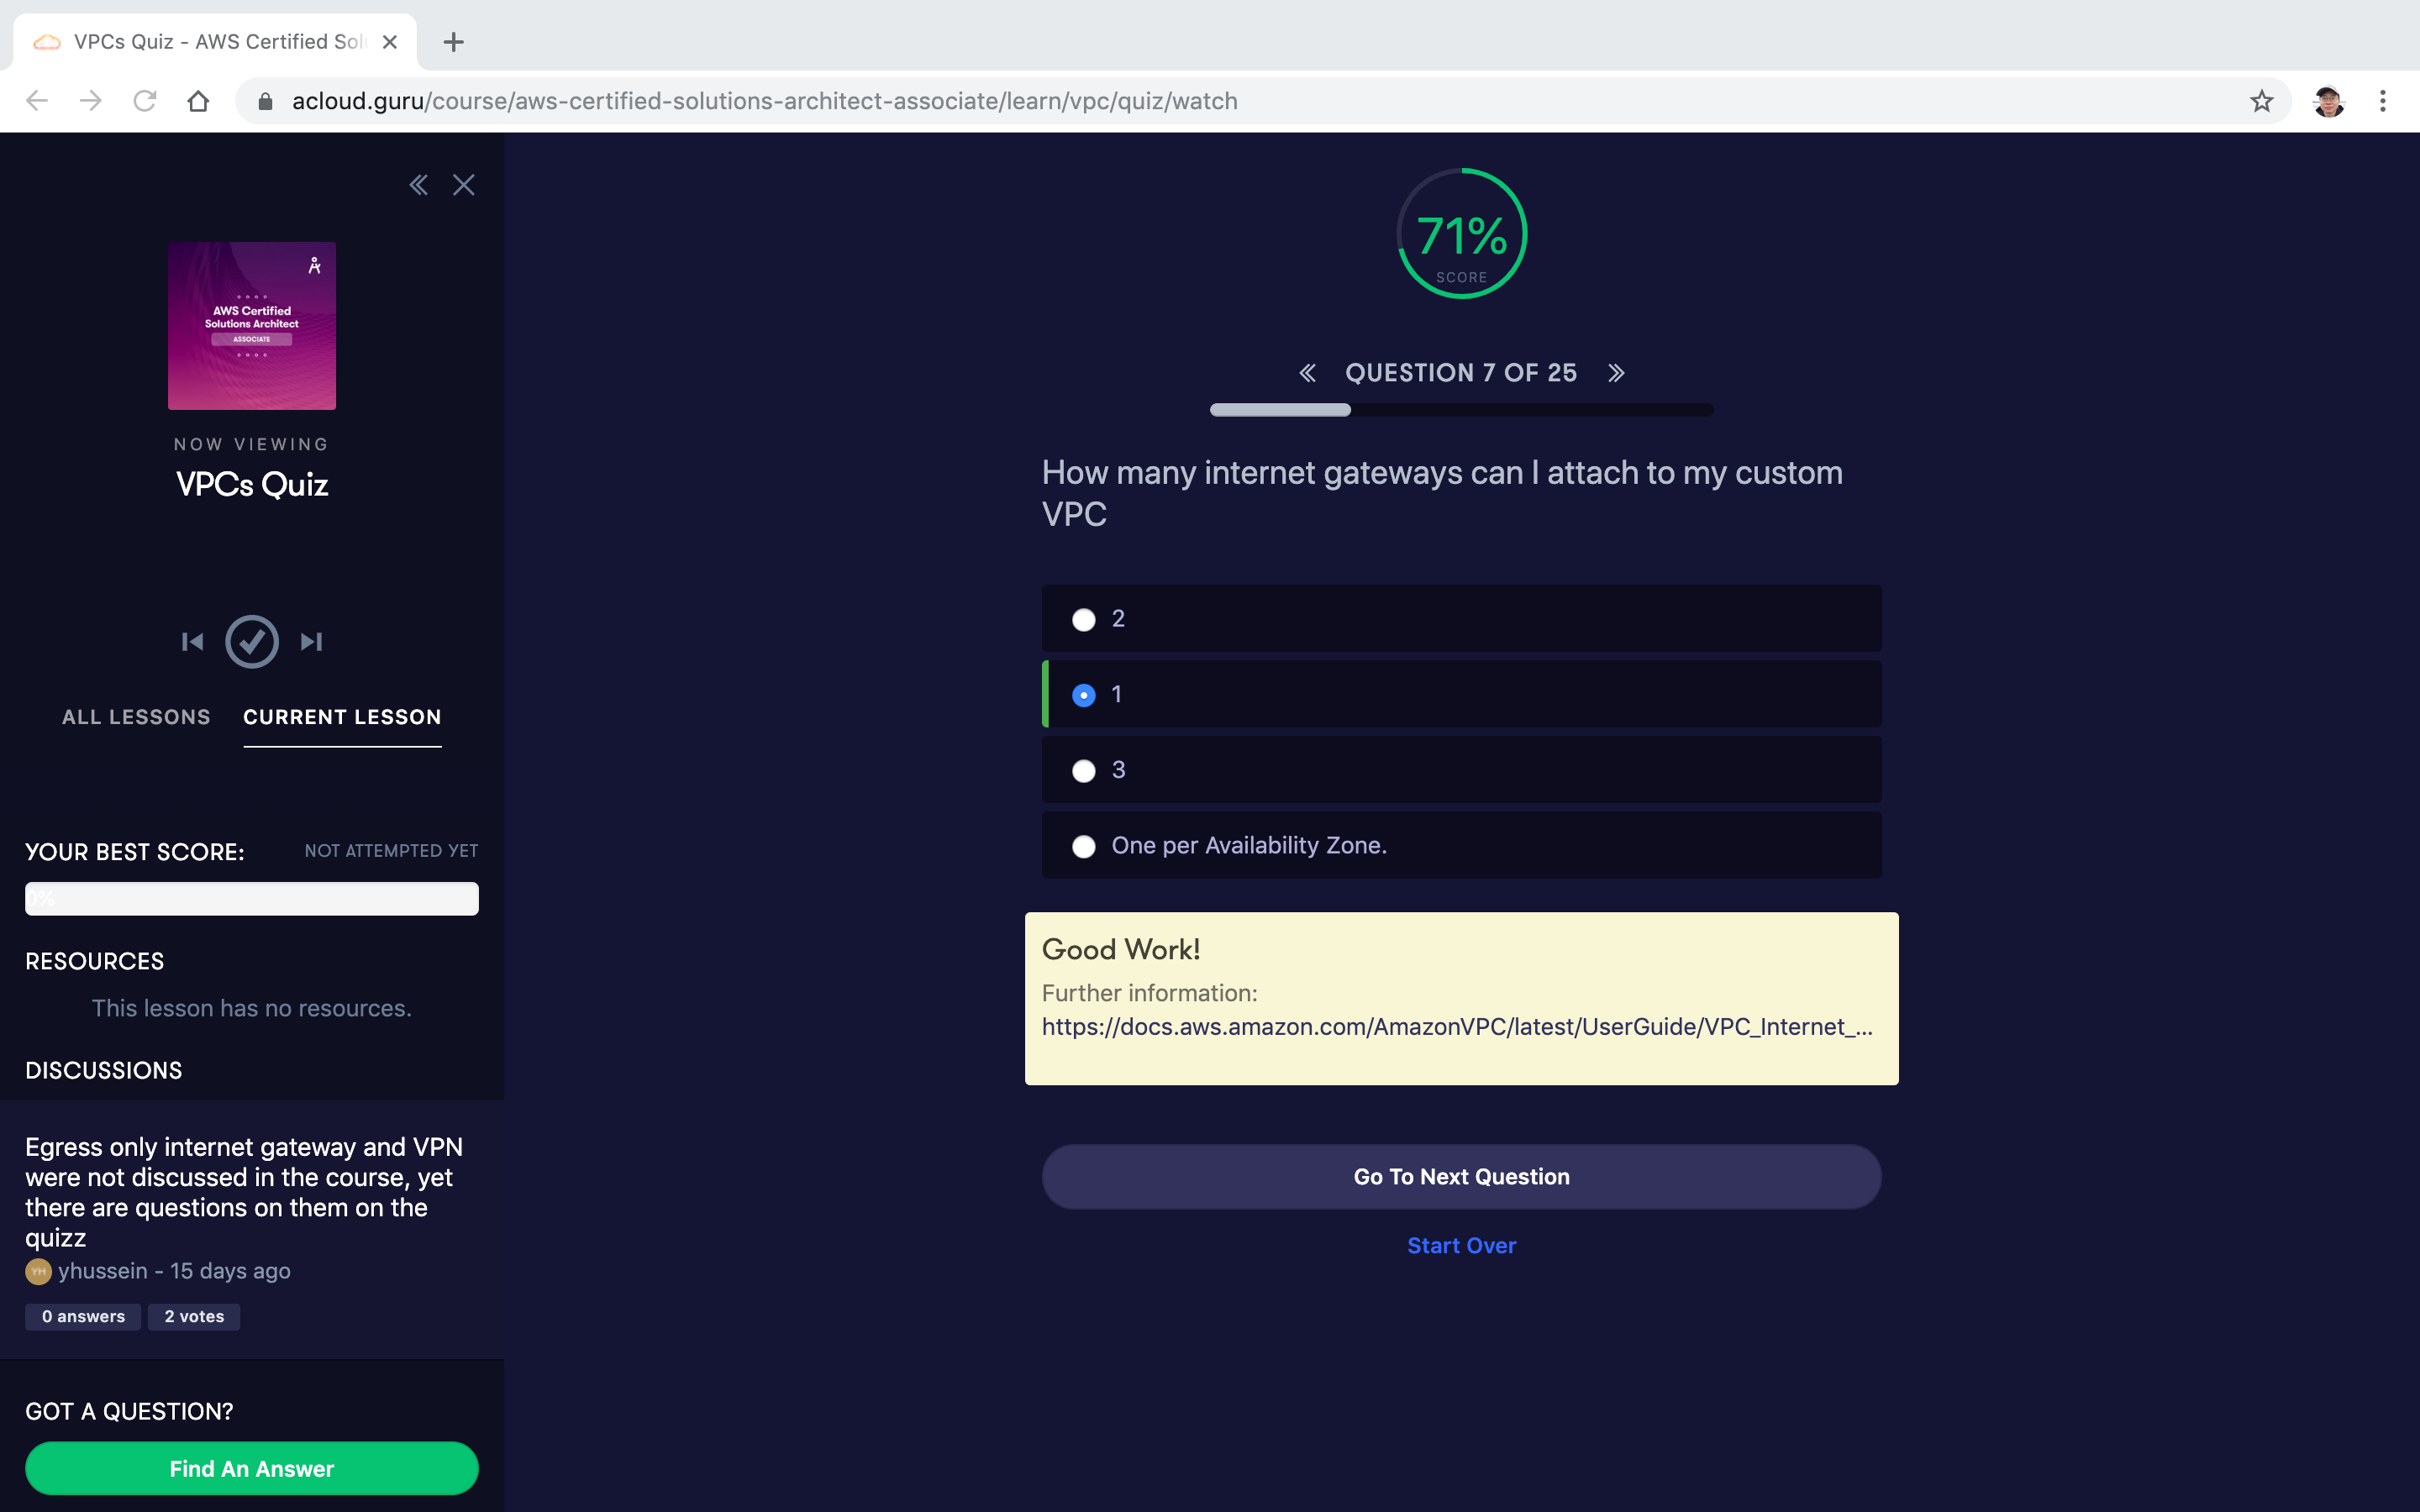 VPCs Quiz - AWS Certified Sol
acloud.guru/course/aws-certified-solutions-architect-associate/learn/vpc/quiz/watch
AWS Certified
Solutions Architect
ASSOCIATE
NOW VIEWING
VPCs Quiz
ALL LESSONS
CURRENT LESSON
YOUR BEST SCORE:
NOT ATTEMPTED YET
0%
RESOURCES
This lesson has no resources.
DISCUSSIONS
Egress only internet gateway and VPN
were not discussed in the course, yet
there are questions on them on the
quizz
YH
yhussein - 15 days ago
0 answers
2 votes
GOT A QUESTION?
Find An Answer
71%
SCORE
QUESTION 7 OF 25
How many internet gateways can I attach to my custom
VPC
2
1
3
One per Availability Zone.
Good Work!
Further information:
https://docs.aws.amazon.com/AmazonVPC/latest/UserGuide/VPC_Internet_...
Go To Next Question
Start Over